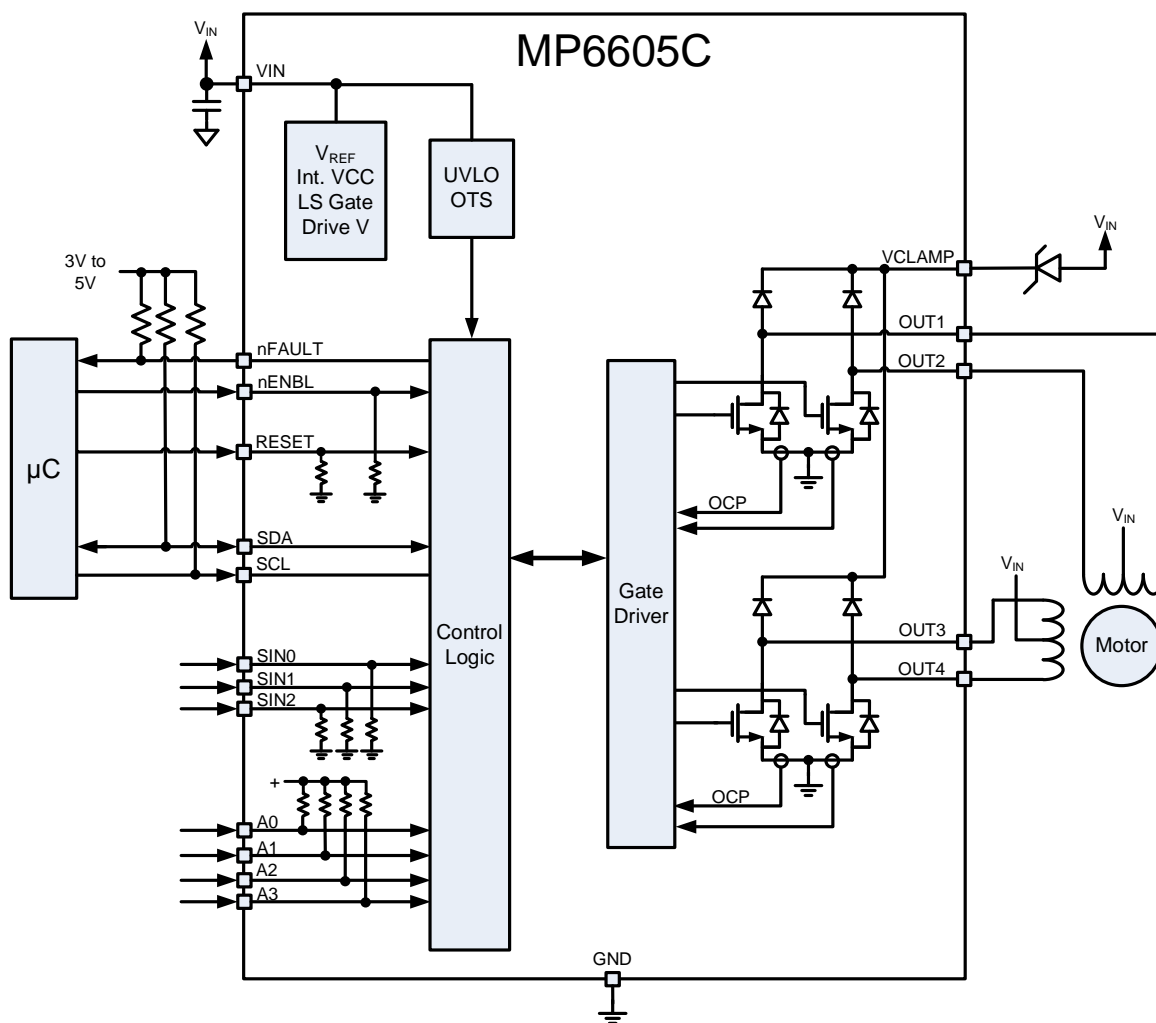 MP6605C
VIN
VIN
VREF
Int. VCC
LS Gate
Drive V
UVLO
OTS
3V to
5V
VCLAMP
VIN
OUT1
OUT2
nFAULT
nENBL
RESET
µC
SDA
SCL
OCP
VIN
VIN
Control
Logic
Gate
Driver
OUT3
OUT4
Motor
SIN0
SIN1
SIN2
+
OCP
A0
A1
A2
A3
GND